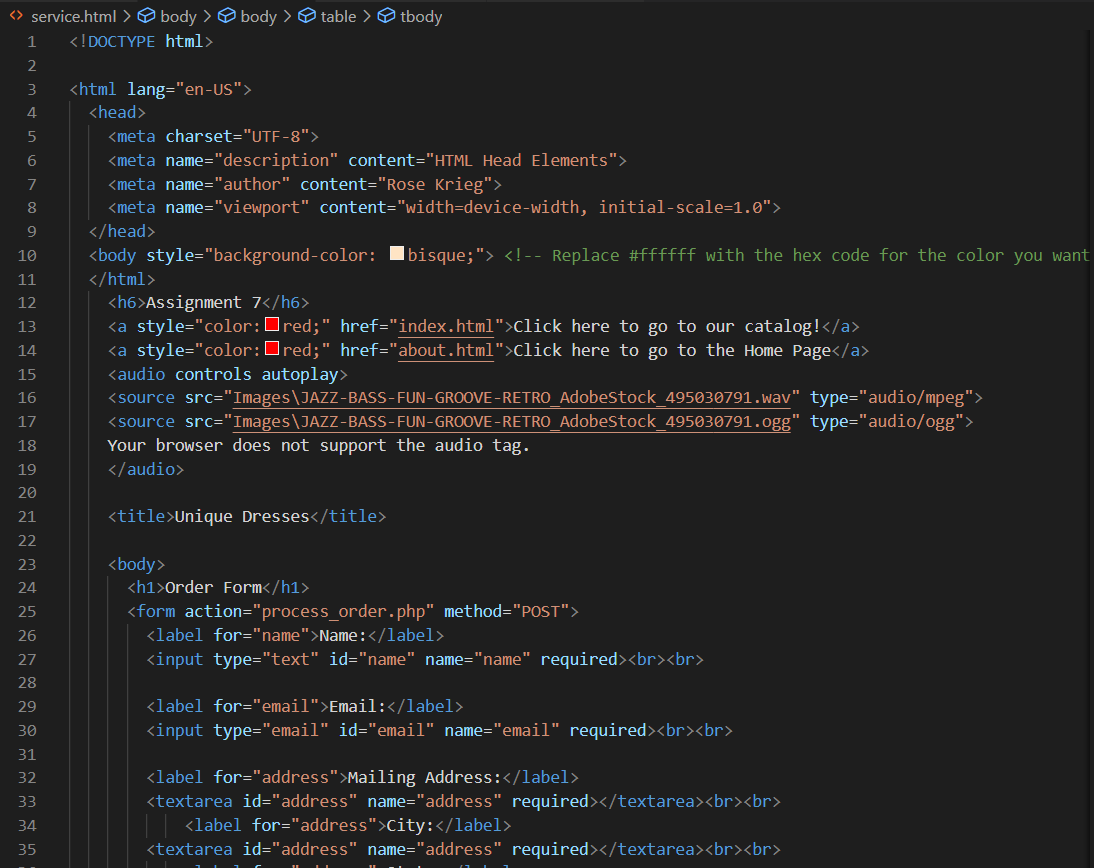 service.html > body > body > table > tbody
1 <!DOCTYPE html>
2
3 <html lang="en-US">
4 <head>
5 <meta charset="UTF-8">
6 <meta name="description" content="HTML Head Elements">
7 <meta name="author" content="Rose Krieg">
8 <meta name="viewport" content="width=device-width, initial-scale=1.0">
9 </head>
10 <body style="background-color: bisque;"> <!-- Replace #ffffff with the hex code for the color you want
11 </html>
12 <h6>Assignment 7</h6>
13 <a style="color:red;" href="index.html">Click here to go to our catalog!</a>
14 <a style="color:red;" href="about.html">Click here to go to the Home Page</a>
15 <audio controls autoplay>
16 <source src="Images\JAZZ-BASS-FUN-GROOVE-RETRO_AdobeStock_495030791.wav" type="audio/mpeg">
17 <source src="Images\JAZZ-BASS-FUN-GROOVE-RETRO_AdobeStock_495030791.ogg" type="audio/ogg">
18 Your browser does not support the audio tag.
19 </audio>
20
21 <title>Unique Dresses</title>
22
23 <body>
24 <h1>Order Form</h1>
25 <form action="process_order.php" method="POST">
26 <label for="name">Name:</label>
27 <input type="text" id="name" name="name" required><br><br>
28
29 <label for="email">Email:</label>
30 <input type="email" id="email" name="email" required><br><br>
31
32 <label for="address">Mailing Address:</label>
33 <textarea id="address" name="address" required></textarea><br><br>
34 <label for="address">City:</label>
35 <textarea id="address" name="address" required></textarea><br><br>